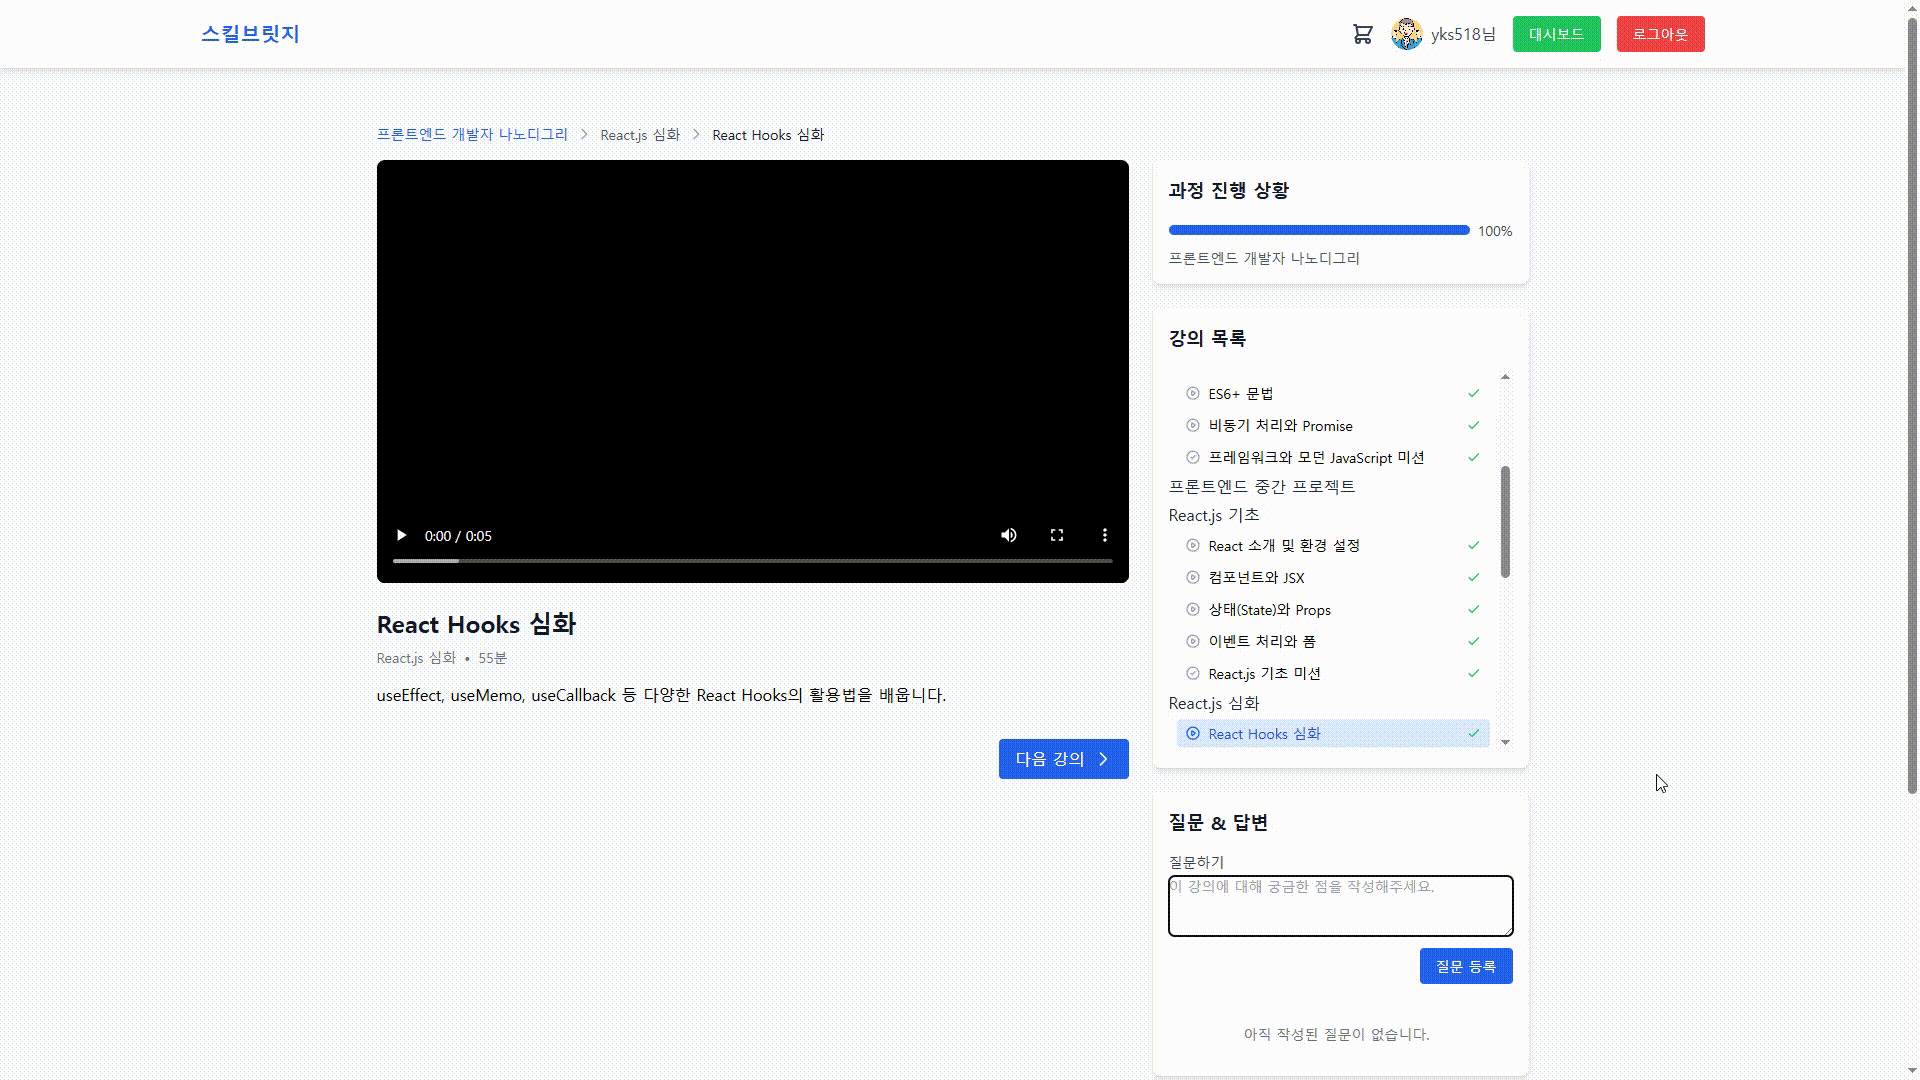 스킬브릿지
yks518님
대시보드
로그아웃
프론트엔드 개발자 나노디그리 > React.js 심화 > React Hooks 심화
0:00 / 0:05
React Hooks 심화
React.js 심화 • 55분
useEffect, useMemo, useCallback 등 다양한 React Hooks의 활용법을 배웁니다.
다음 강의
과정 진행 상황
100%
프론트엔드 개발자 나노디그리
강의 목록
ES6+ 문법
비동기 처리와 Promise
프레임워크와 모던 JavaScript 미션
프론트엔드 중간 프로젝트
React.js 기초
React 소개 및 환경 설정
컴포넌트와 JSX
상태(State)와 Props
이벤트 처리와 폼
React.js 기초 미션
React.js 심화
React Hooks 심화
질문 & 답변
질문하기
이 강의에 대해 궁금한 점을 작성해주세요.
질문 등록
아직 작성된 질문이 없습니다.